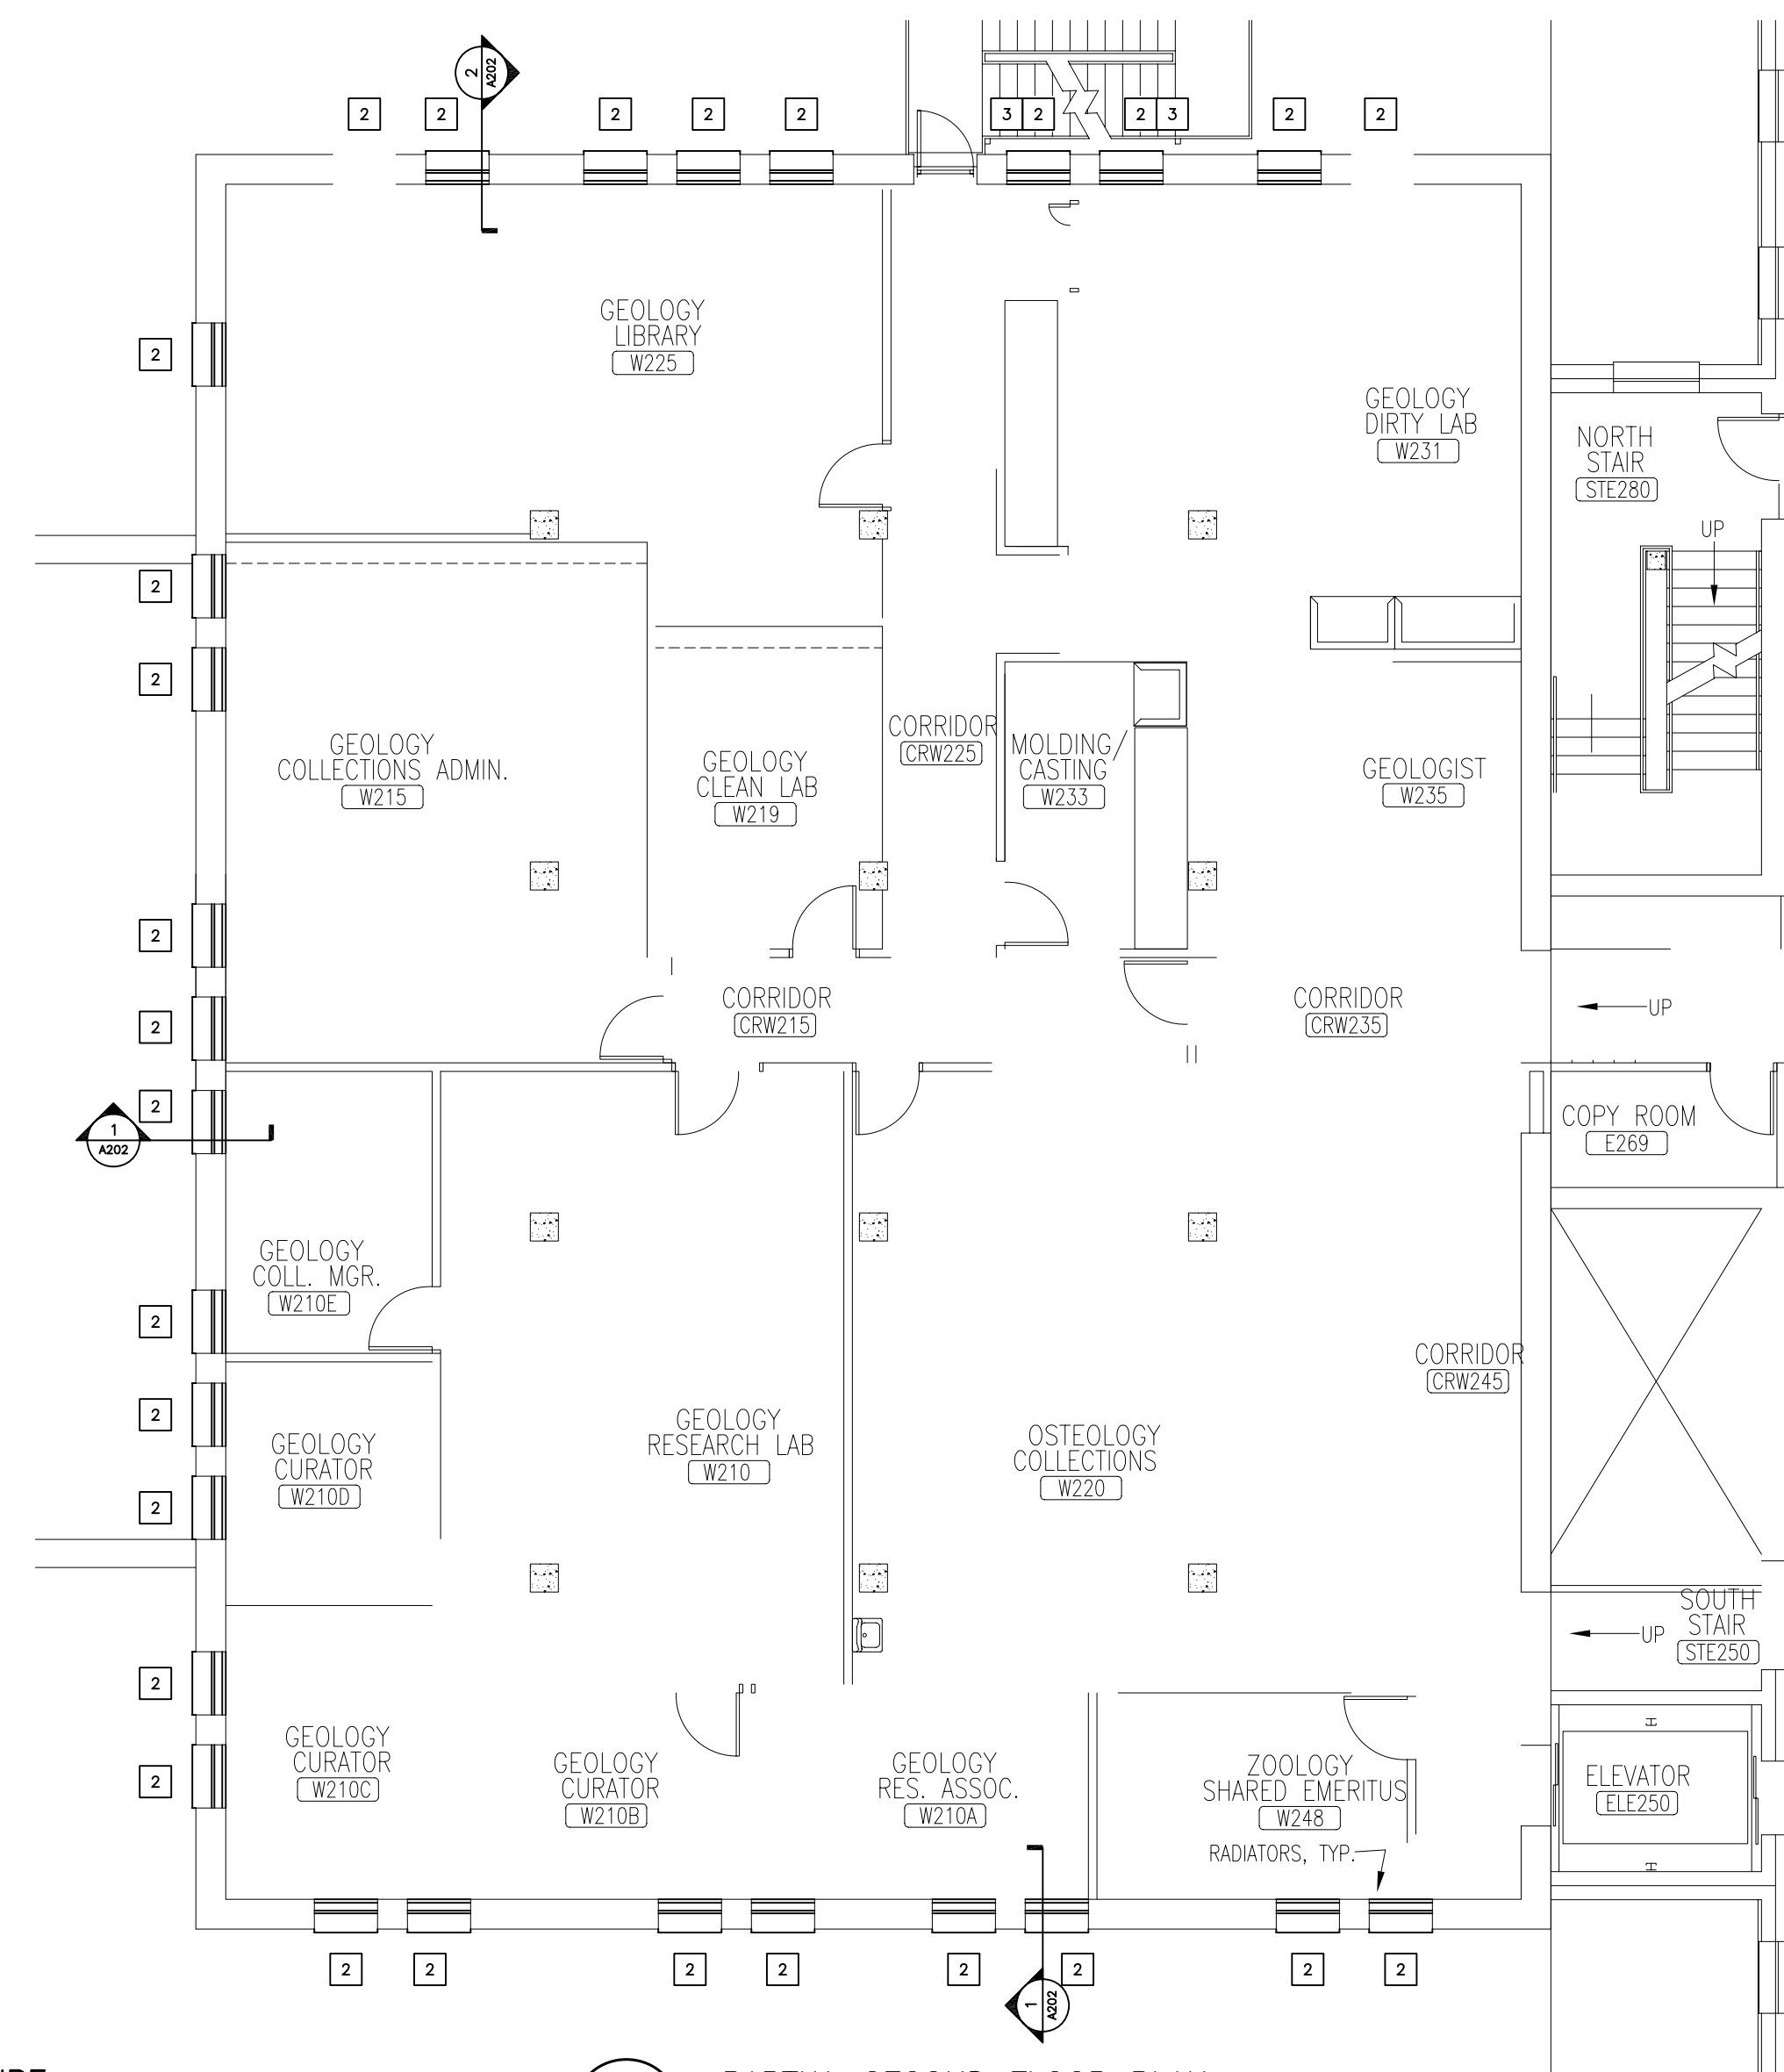 2
A202
2
2
2
2
2
3
2
2
3
2
2
GEOLOGY
LIBRARY
W225
2
GEOLOGY
DIRTY LAB
W231
NORTH
STAIR
STE280
UP
2
2
GEOLOGY
COLLECTIONS ADMIN.
W215
GEOLOGY
CLEAN LAB
W219
CORRIDOR
CRW225
MOLDING/
CASTING
W233
GEOLOGIST
W235
2
CORRIDOR
CRW215
CORRIDOR
CRW235
UP
2
2
1
A202
COPY ROOM
E269
GEOLOGY
COLL. MGR.
W210E
2
CORRIDOR
CRW245
2
GEOLOGY
CURATOR
W210D
GEOLOGY
RESEARCH LAB
W210
OSTEOLOGY
COLLECTIONS
W220
2
SOUTH
STAIR
STE250
UP
2
GEOLOGY
CURATOR
W210C
GEOLOGY
CURATOR
W210B
GEOLOGY
RES. ASSOC.
W210A
ZOOLOGY
SHARED EMERITUS
W248
RADIATORS, TYP.
ELEVATOR
ELE250
2
2
2
2
2
2
2
2
2
1
A202